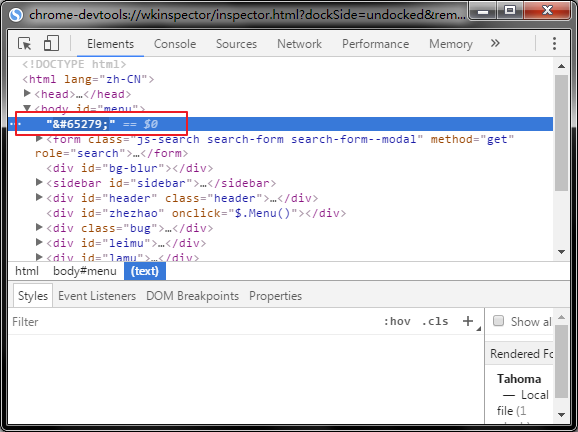 chrome-devtools://wkinspector/inspector.html?dockSide=undocked&rem...
Elements Console Sources Network Timeline Profiles Memory »
<!DOCTYPE html>
<html lang="zh-CN">
<head>…</head>
<body id="menu">
"&#65279;" == $0
<form class="js-search search-form search-form--modal" method="get"
role="search">…</form>
<div id="bg-blur"></div>
<sidebar id="sidebar">…</sidebar>
<div id="header" class="header">…</div>
<div id="zhezhao" onclick="$.Menu()"></div>
<div class="bug">…</div>
<div id="leimu">…</div>
<div id="lamu">…</div>
html body#menu (text)
Styles Event Listeners DOM Breakpoints Properties
Filter :hov .cls +
Show all
Rendered Fo
Tahoma
— Local
file (1